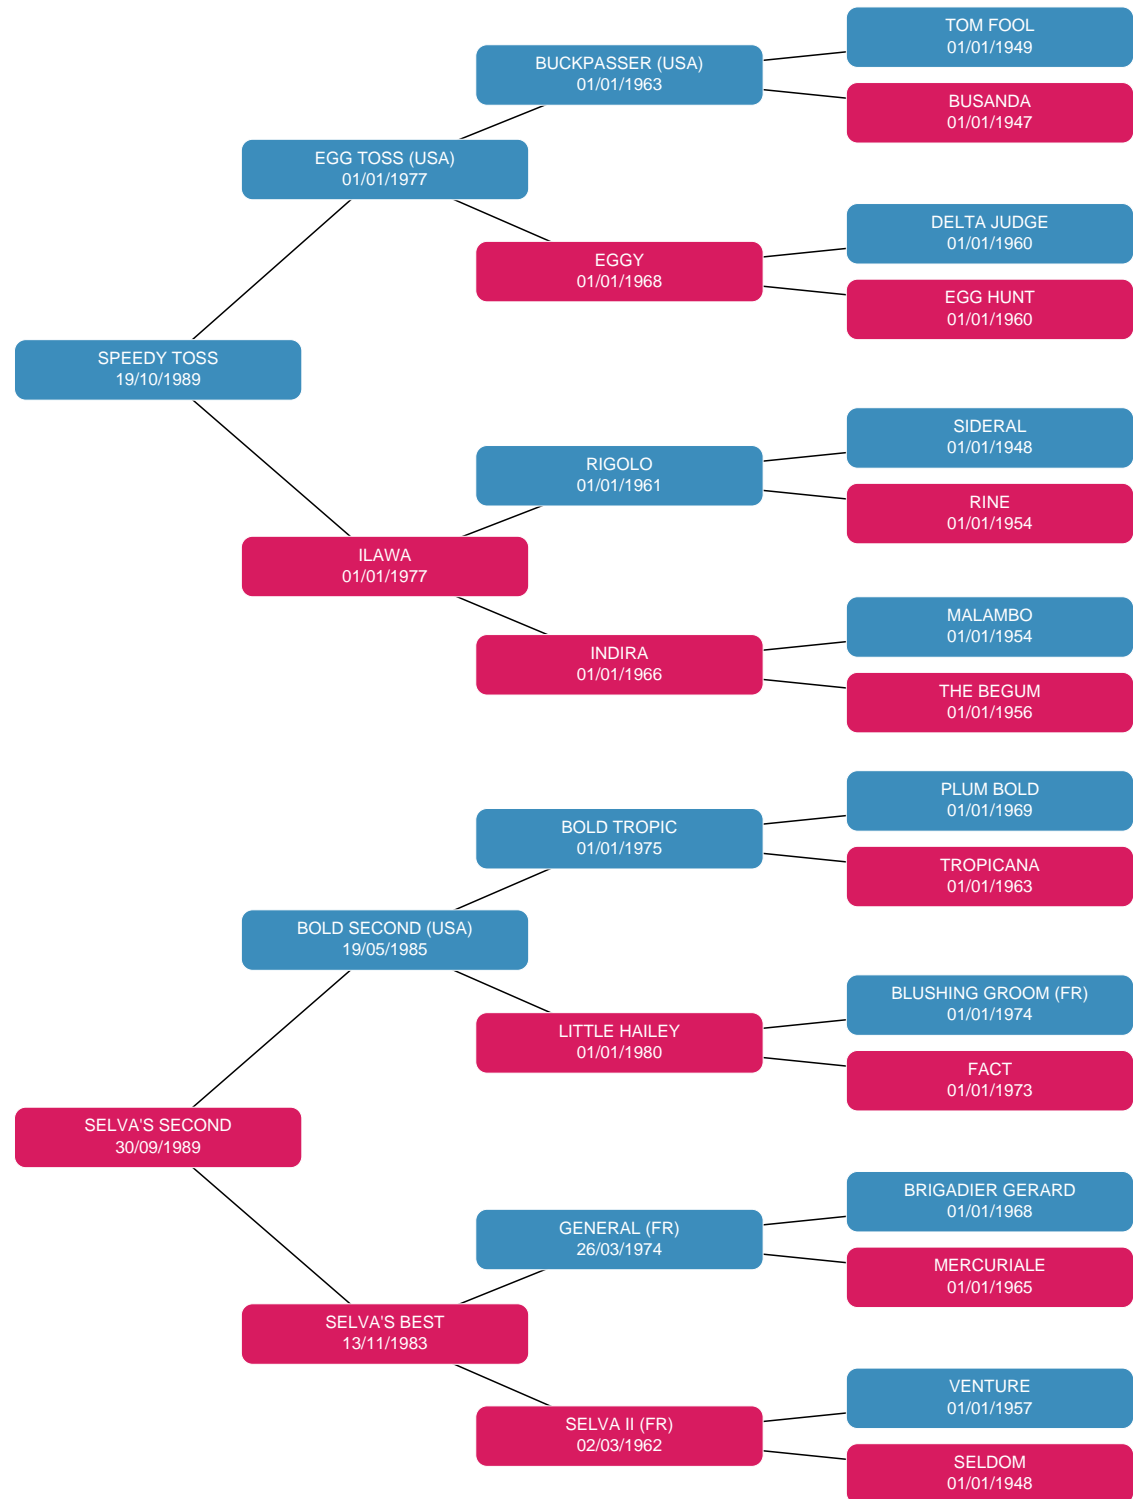 TOM FOOL
01/01/1949
BUCKPASSER (USA)
01/01/1963
BUSANDA
01/01/1947
EGG TOSS (USA)
01/01/1977
DELTA JUDGE
01/01/1960
EGGY
01/01/1968
EGG HUNT
01/01/1960
SPEEDY TOSS
19/10/1989
SIDERAL
01/01/1948
RIGOLO
01/01/1961
RINE
01/01/1954
ILAWA
01/01/1977
MALAMBO
01/01/1954
INDIRA
01/01/1966
THE BEGUM
01/01/1956
PLUM BOLD
01/01/1969
BOLD TROPIC
01/01/1975
TROPICANA
01/01/1963
BOLD SECOND (USA)
19/05/1985
BLUSHING GROOM (FR)
01/01/1974
LITTLE HAILEY
01/01/1980
FACT
01/01/1973
SELVA'S SECOND
30/09/1989
BRIGADIER GERARD
01/01/1968
GENERAL (FR)
26/03/1974
MERCURIALE
01/01/1965
SELVA'S BEST
13/11/1983
VENTURE
01/01/1957
SELVA II (FR)
02/03/1962
SELDOM
01/01/1948